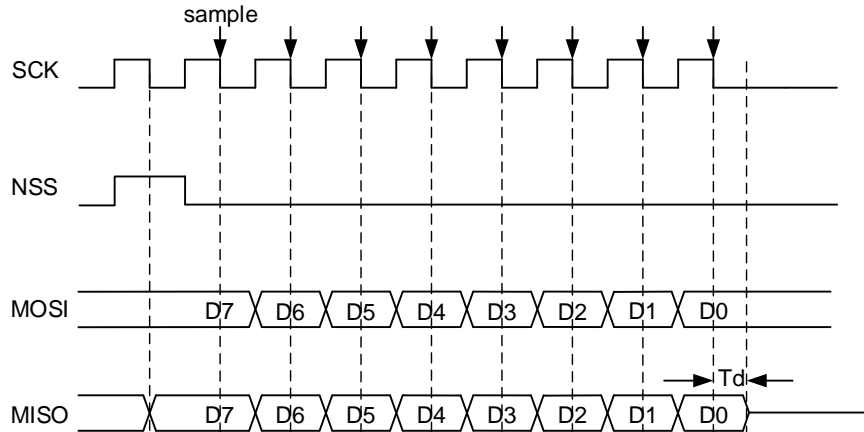 sample
SCK
NSS
MOSI D7 D6 D5 D4 D3 D2 D1 D0
Td
MISO D7 D6 D5 D4 D3 D2 D1 D0